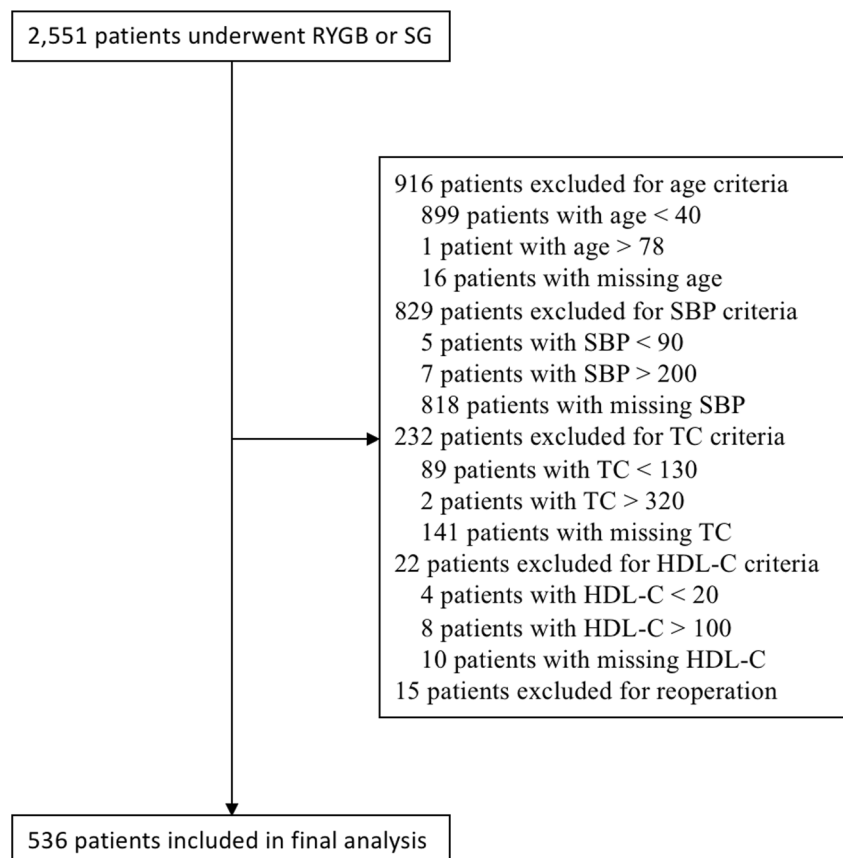 2,551 patients underwent RYGB or SG
916 patients excluded for age criteria
899 patients with age < 40
1 patient with age > 78
16 patients with missing age
829 patients excluded for SBP criteria
5 patients with SBP < 90
7 patients with SBP > 200
818 patients with missing SBP
232 patients excluded for TC criteria
89 patients with TC < 130
2 patients with TC > 320
141 patients with missing TC
22 patients excluded for HDL-C criteria
4 patients with HDL-C < 20
8 patients with HDL-C > 100
10 patients with missing HDL-C
15 patients excluded for reoperation
536 patients included in final analysis